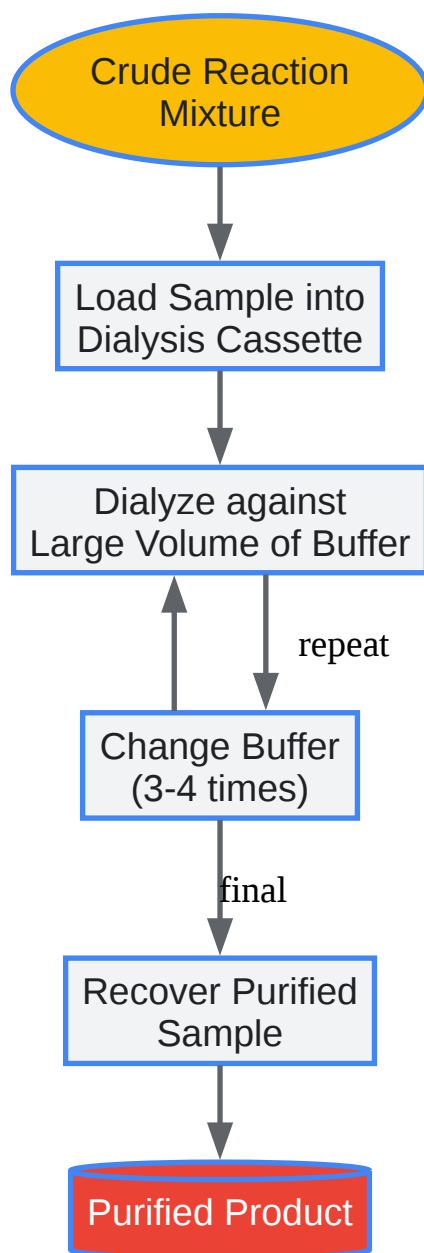 Crude Reaction
Mixture
Load Sample into
Dialysis Cassette
Dialyze against
Large Volume of Buffer
repeat
Change Buffer
(3-4 times)
final
Recover Purified
Sample
Purified Product